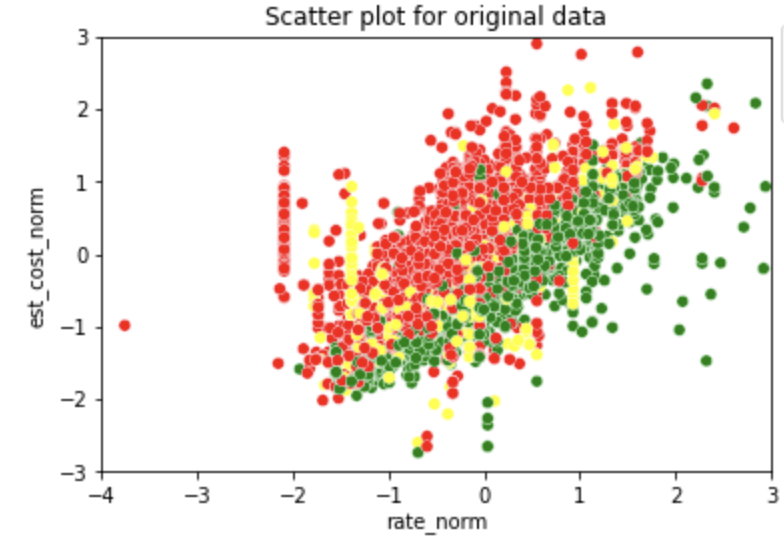 Scatter plot for original data
3
2
1
0
−1
−2
−3
est_cost_norm
−4 −3 −2 −1 0 1 2 3
rate_norm